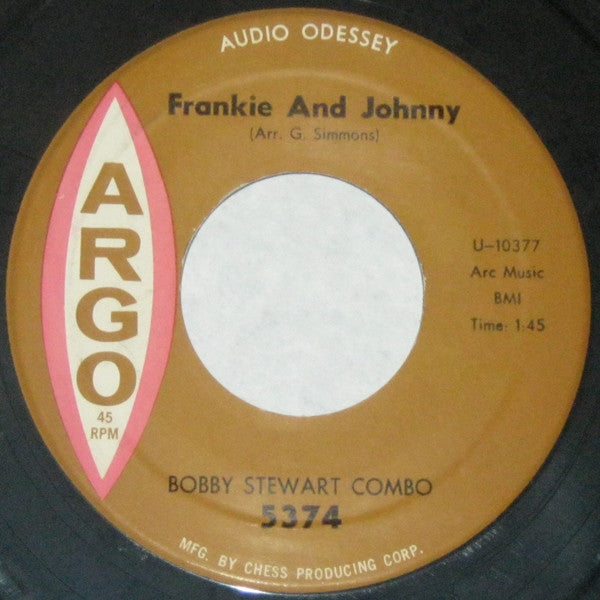 AUDIO ODESSEY
Frankie And Johnny
(Arr. G. Simmons)
ARGO
45
RPM
U-10377
Arc Music
BMI
Time: 1:45
BOBBY STEWART COMBO
5374
MFG. BY CHESS PRODUCING CORP.